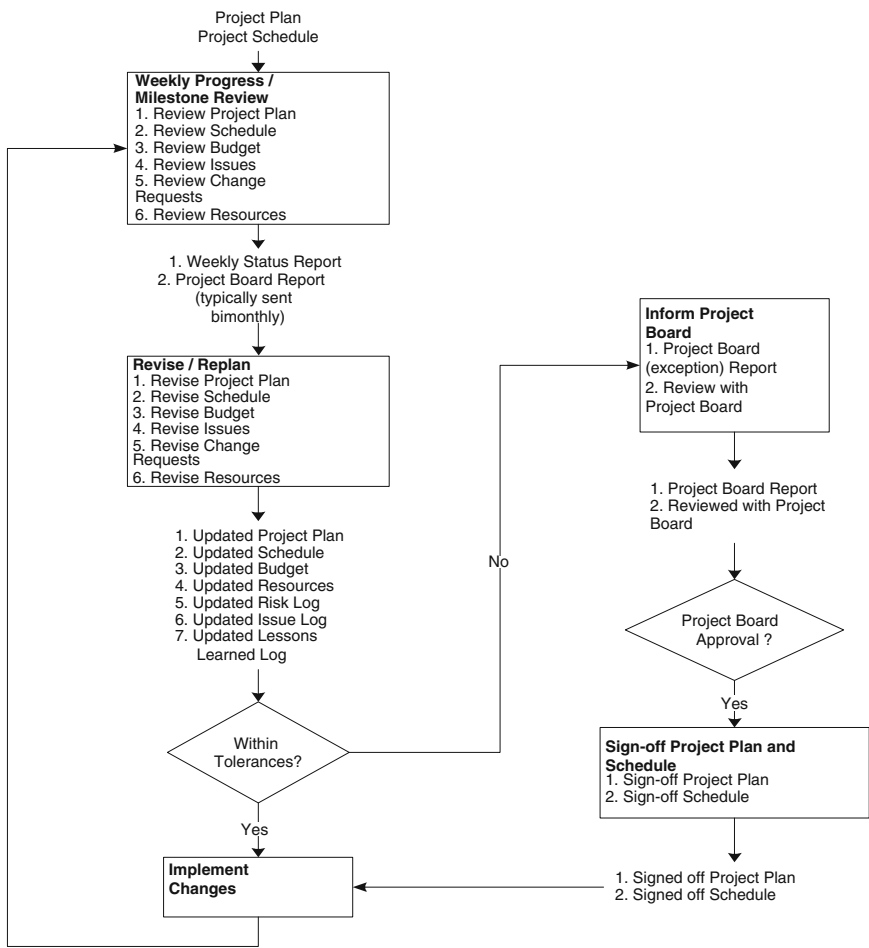 Project Plan
Project Schedule
Weekly Progress /
Milestone Review
1. Review Project Plan
2. Review Schedule
3. Review Budget
4. Review Issues
5. Review Change
Requests
6. Review Resources
1. Weekly Status Report
2. Project Board Report
(typically sent
bimonthly)
Revise / Replan
1. Revise Project Plan
2. Revise Schedule
3. Revise Budget
4. Revise Issues
5. Revise Change
Requests
6. Revise Resources
1. Updated Project Plan
2. Updated Schedule
3. Updated Budget
4. Updated Resources
5. Updated Risk Log
6. Updated Issue Log
7. Updated Lessons
Learned Log
Within
Tolerances?
Yes
Implement
Changes
No
Inform Project
Board
1. Project Board
(exception) Report
2. Review with
Project Board
1. Project Board Report
2. Reviewed with Project
Board
Project Board
Approval ?
Yes
Sign-off Project Plan and
Schedule
1. Sign-off Project Plan
2. Sign-off Schedule
1. Signed off Project Plan
2. Signed off Schedule